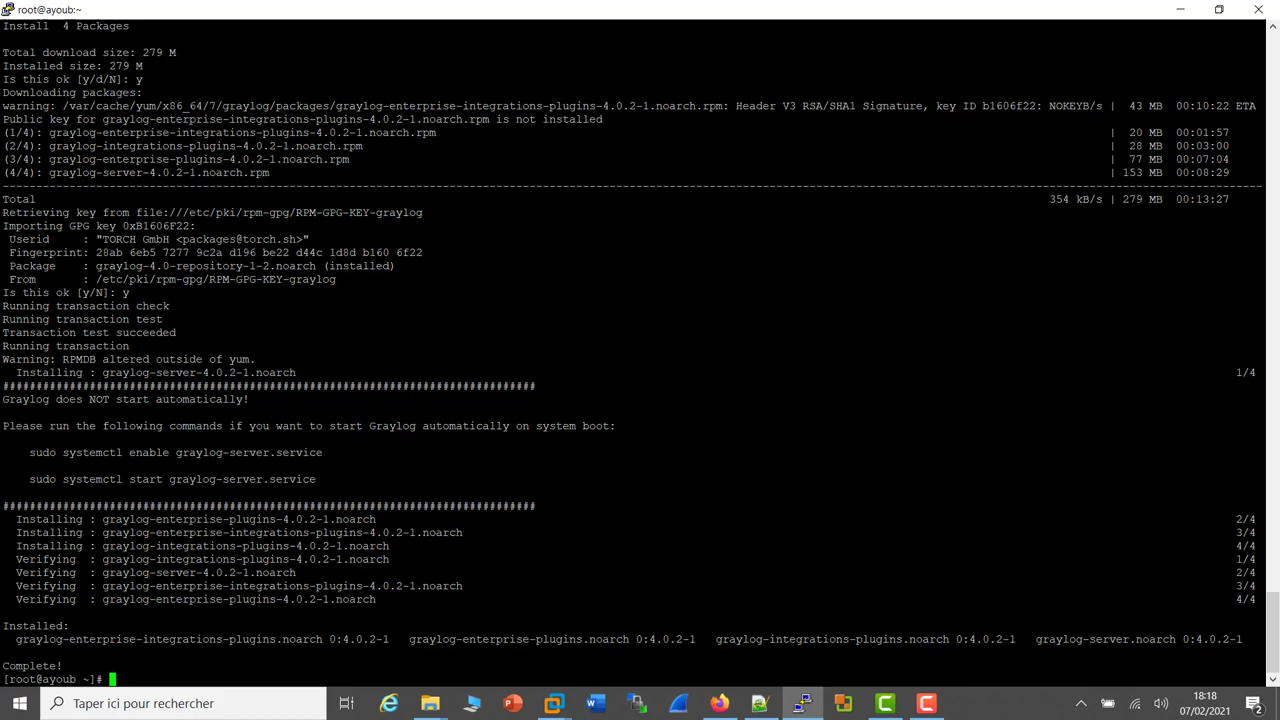 root@ayoub:~
Install  4 Packages
Total download size: 279 M
Installed size: 279 M
Is this ok [y/d/N]: y
Downloading packages:
warning: /var/cache/yum/x86_64/7/graylog/packages/graylog-enterprise-integrations-plugins-4.0.2-1.noarch.rpm: Header V3 RSA/SHA1 Signature, key ID b1606f22: NOKEYB/s |  43 MB  00:10:22 ETA
Public key for graylog-enterprise-integrations-plugins-4.0.2-1.noarch.rpm is not installed
(1/4): graylog-enterprise-integrations-plugins-4.0.2-1.noarch.rpm |  20 MB  00:01:57
(2/4): graylog-integrations-plugins-4.0.2-1.noarch.rpm |  28 MB  00:03:00
(3/4): graylog-enterprise-plugins-4.0.2-1.noarch.rpm |  77 MB  00:07:04
(4/4): graylog-server-4.0.2-1.noarch.rpm | 153 MB  00:08:29
--------------------------------------------------------------------------------
Total 354 kB/s | 279 MB  00:13:27
Retrieving key from file:///etc/pki/rpm-gpg/RPM-GPG-KEY-graylog
Importing GPG key 0xB1606F22:
 Userid     : "TORCH GmbH <packages@torch.sh>"
 Fingerprint: 28ab 6eb5 7277 9c2a d196 be22 d44c 1d8d b160 6f22
 Package    : graylog-4.0-repository-1-2.noarch (installed)
 From       : /etc/pki/rpm-gpg/RPM-GPG-KEY-graylog
Is this ok [y/N]: y
Running transaction check
Running transaction test
Transaction test succeeded
Running transaction
Warning: RPMDB altered outside of yum.
  Installing : graylog-server-4.0.2-1.noarch 1/4
################################################################################
Graylog does NOT start automatically!
Please run the following commands if you want to start Graylog automatically on system boot:
    sudo systemctl enable graylog-server.service
    sudo systemctl start graylog-server.service
################################################################################
  Installing : graylog-enterprise-plugins-4.0.2-1.noarch 2/4
  Installing : graylog-enterprise-integrations-plugins-4.0.2-1.noarch 3/4
  Installing : graylog-integrations-plugins-4.0.2-1.noarch 4/4
  Verifying  : graylog-integrations-plugins-4.0.2-1.noarch 1/4
  Verifying  : graylog-server-4.0.2-1.noarch 2/4
  Verifying  : graylog-enterprise-integrations-plugins-4.0.2-1.noarch 3/4
  Verifying  : graylog-enterprise-plugins-4.0.2-1.noarch 4/4
Installed:
  graylog-enterprise-integrations-plugins.noarch 0:4.0.2-1   graylog-enterprise-plugins.noarch 0:4.0.2-1   graylog-integrations-plugins.noarch 0:4.0.2-1   graylog-server.noarch 0:4.0.2-1
Complete!
[root@ayoub ~]#
Taper ici pour rechercher
18:18
07/02/2021
2